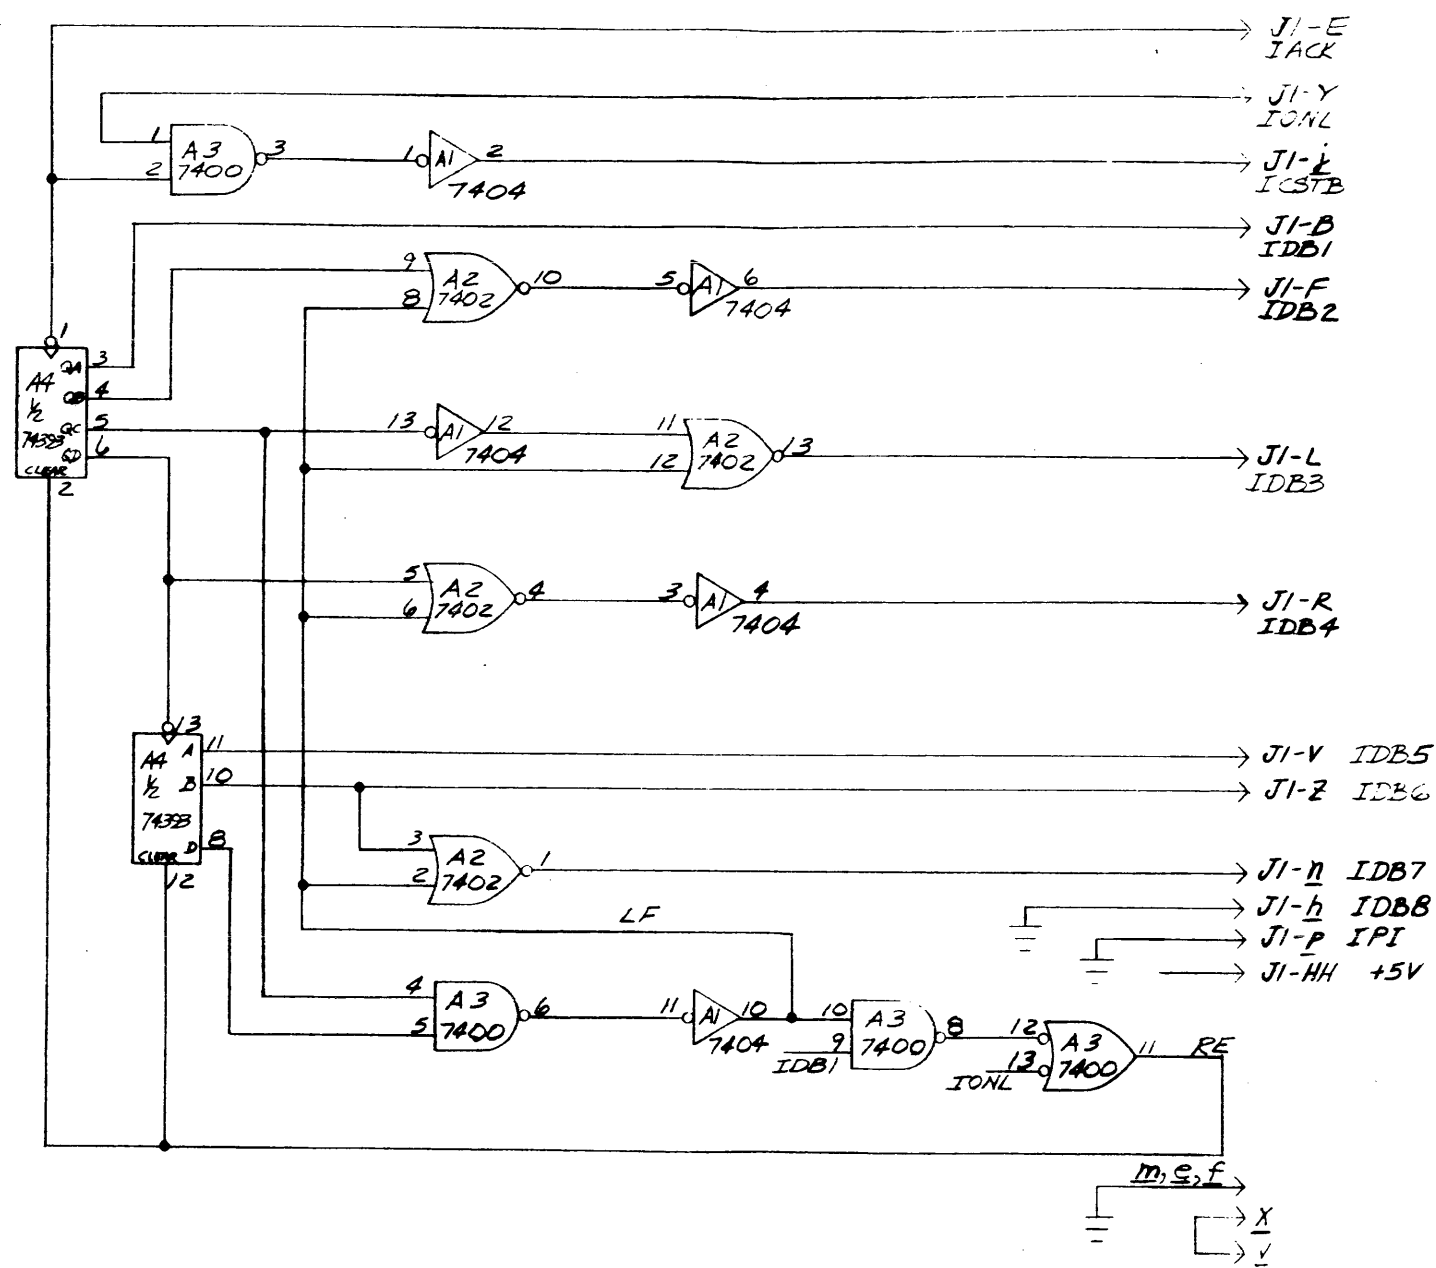 J1-E
IACK
J1-Y
IONL
1
2
A3
7400
3
1
A1
2
7404
J1-j
ICSTB
J1-B
IDB1
9
8
A2
7402
10
5
A1
6
7404
J1-F
IDB2
1
A4
1/2
74393
CLEAR
QA
QB
QC
QD
3
4
5
6
2
13
A1
12
7404
11
12
A2
7402
13
J1-L
IDB3
5
6
A2
7402
4
3
A1
4
7404
J1-R
IDB4
13
A4
1/2
74393
CLEAR
A
B
D
11
10
8
12
J1-V IDB5
J1-Z IDB6
3
2
A2
7402
1
J1-n IDB7
J1-h IDB8
J1-p IPI
J1-HH +5V
LF
4
5
A3
7400
6
11
A1
10
7404
10
9
IDB1
A3
7400
8
12
13
IONL
A3
7400
11
RE
m, e, f
X